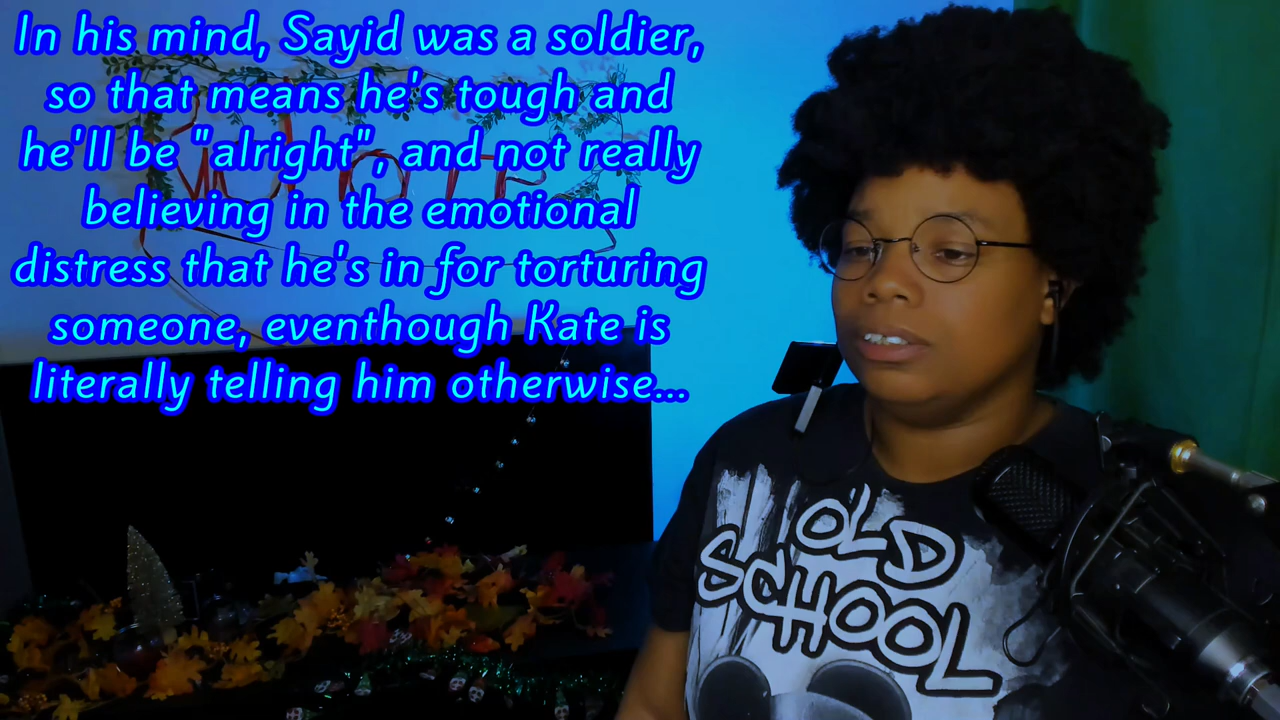 In his mind, Sayid was a soldier,
so that means he's tough and
he'll be "alright", and not really
believing in the emotional
distress that he's in for torturing
someone, eventhough Kate is
literally telling him otherwise...
OLD
SCHOOL